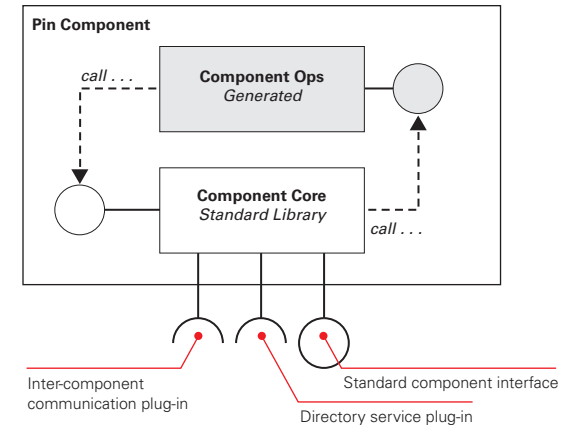 Pin Component
call . . .
Component Ops
Generated
Component Core
Standard Library
call . . .
Inter-component
communication plug-in
Standard component interface
Directory service plug-in